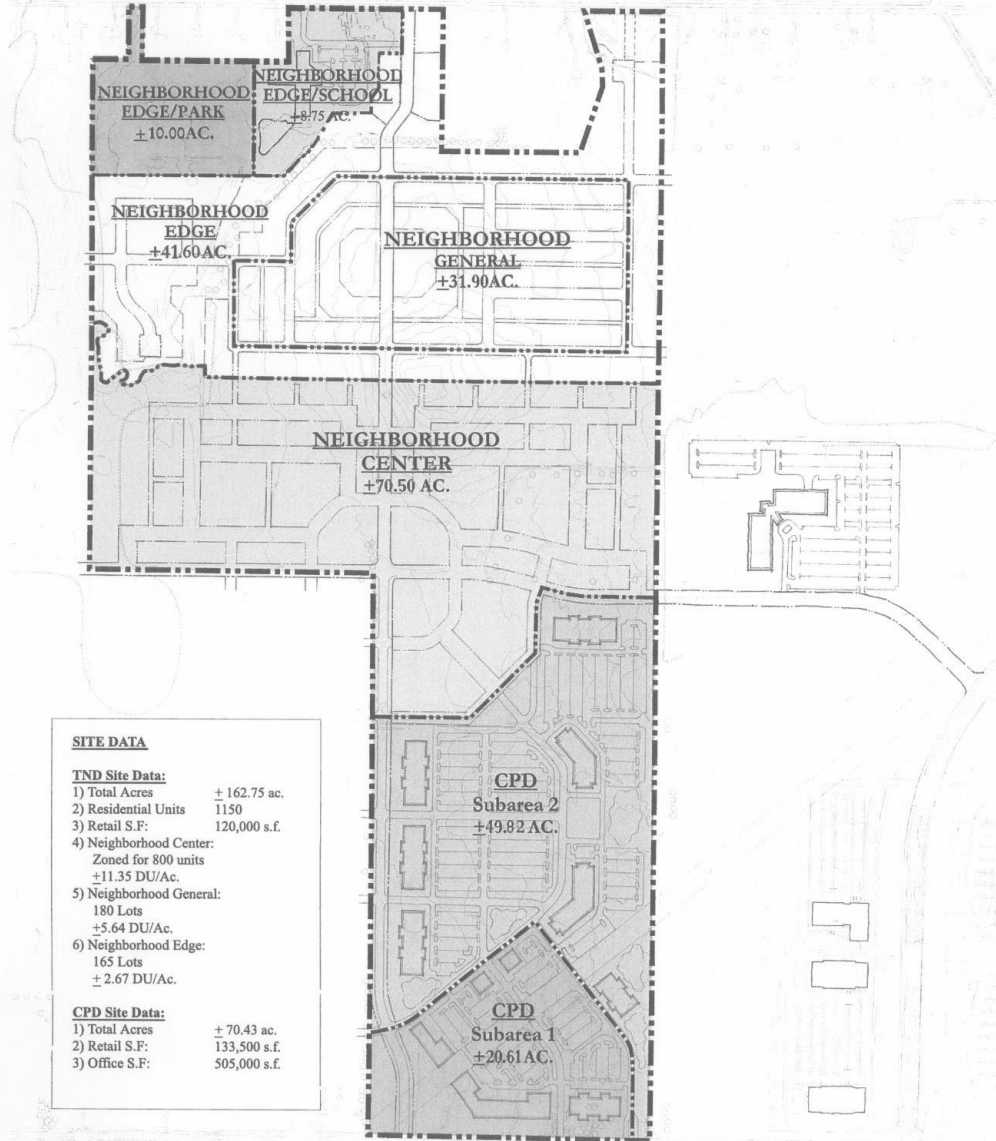 NEIGHBORHOOD
EDGE/PARK
±10.00AC.
NEIGHBORHOOD
EDGE/SCHOOL
±8.75 AC.
NEIGHBORHOOD
EDGE
±41.60AC.
NEIGHBORHOOD
GENERAL
±31.90AC.
NEIGHBORHOOD
CENTER
±70.50 AC.
CPD
Subarea 2
±49.82 AC.
CPD
Subarea 1
±20.61AC.
SITE DATA
TND Site Data:
1) Total Acres ± 162.75 ac.
2) Residential Units 1150
3) Retail S.F: 120,000 s.f.
4) Neighborhood Center:
Zoned for 800 units
±11.35 DU/Ac.
5) Neighborhood General:
180 Lots
±5.64 DU/Ac.
6) Neighborhood Edge:
165 Lots
± 2.67 DU/Ac.
CPD Site Data:
1) Total Acres ± 70.43 ac.
2) Retail S.F: 133,500 s.f.
3) Office S.F: 505,000 s.f.